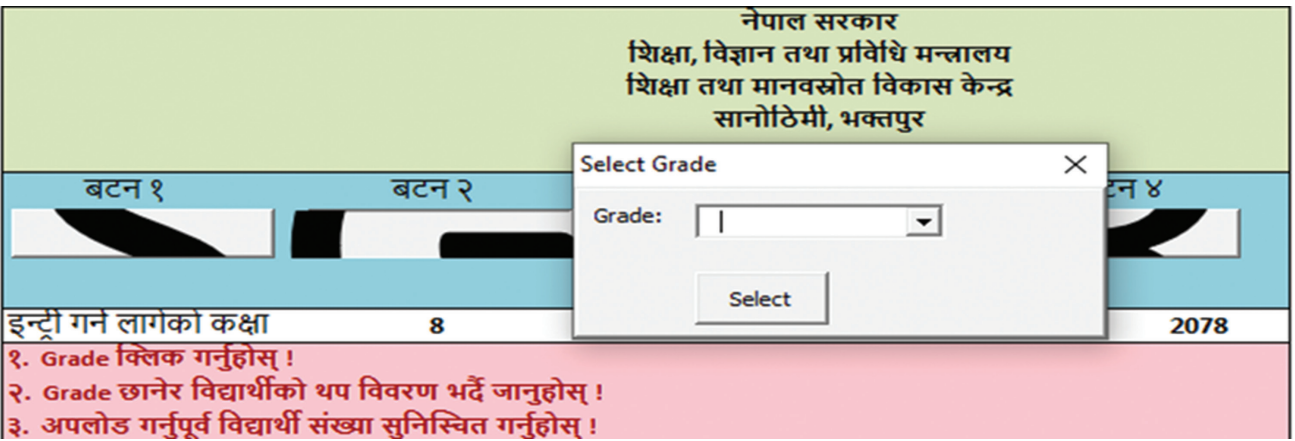 नेपाल सरकार
शिक्षा, विज्ञान तथा प्रविधि मन्त्रालय
शिक्षा तथा मानवस्रोत विकास केन्द्र
सानोठिमी, भक्तपुर
Select Grade
बटन १ बटन २ टन ४
Grade:
Select
इन्ट्री गर्न लागेको कक्षा 8 2078
१. Grade क्लिक गर्नुहोस् !
२. Grade छानेर विद्यार्थीको थप विवरण भर्दै जानुहोस् !
३. अपलोड गर्नुपूर्व विद्यार्थी संख्या सुनिस्चित गर्नुहोस् !